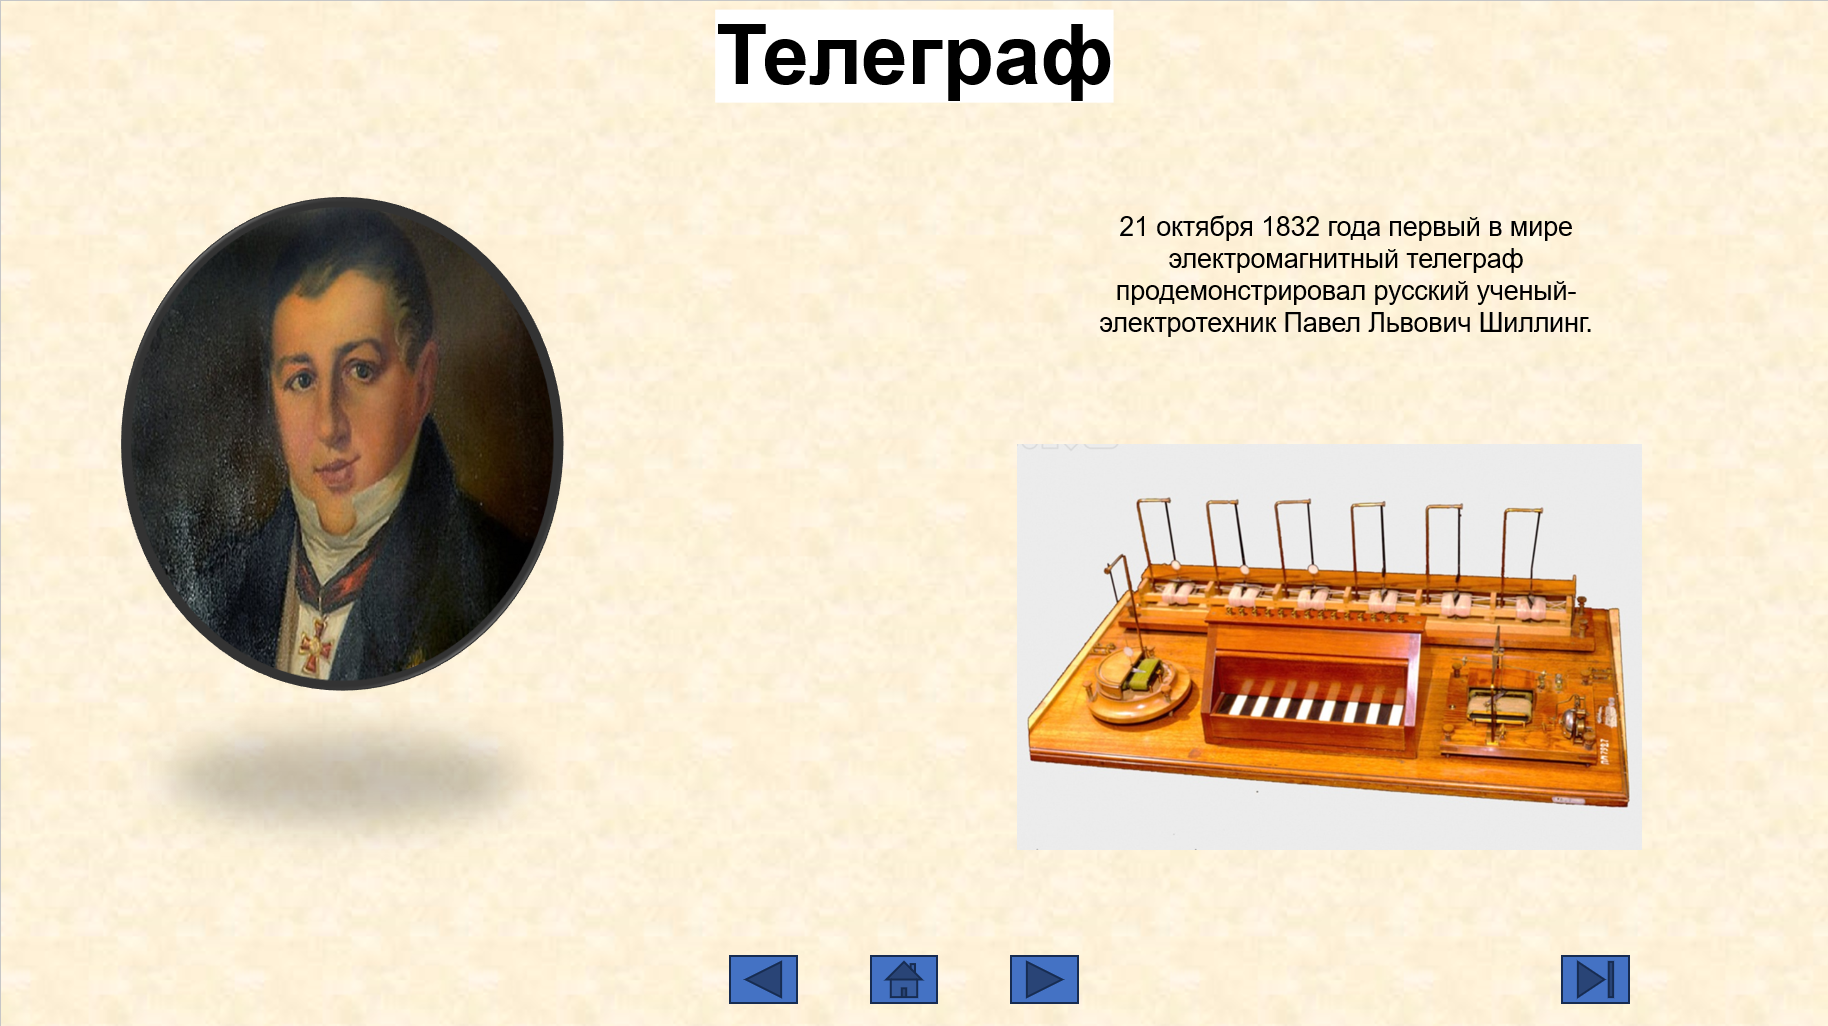 Телеграф
21 октября 1832 года первый в мире
электромагнитный телеграф
продемонстрировал русский ученый-
электротехник Павел Львович Шиллинг.